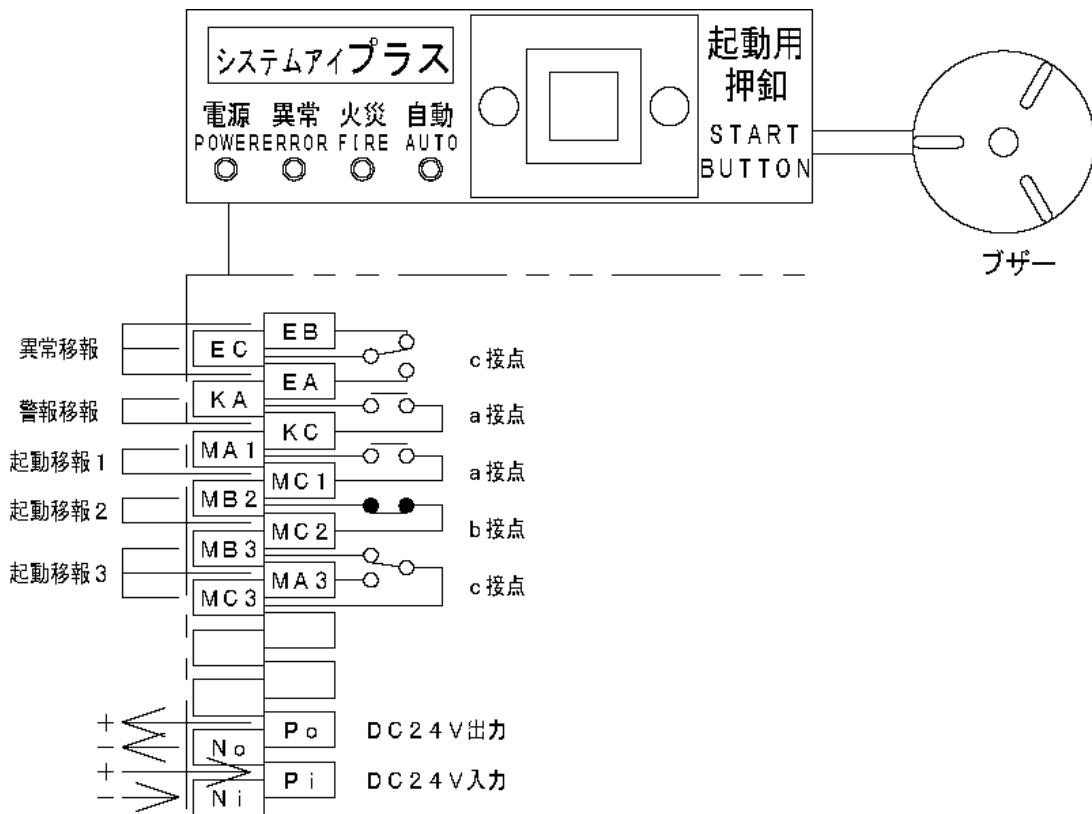 システムアイプラス
電源 異常 火災 自動
POWER ERROR FIRE AUTO
起動用
押釦
START
BUTTON
ブザー
異常移報
EB
EC
EA
c接点
警報移報
KA
KC
a接点
起動移報1
MA1
MC1
a接点
起動移報2
MB2
MC2
b接点
起動移報3
MB3
MA3
MC3
c接点
+
Po
DC24V出力
−
No
+
Pi
DC24V入力
−
Ni